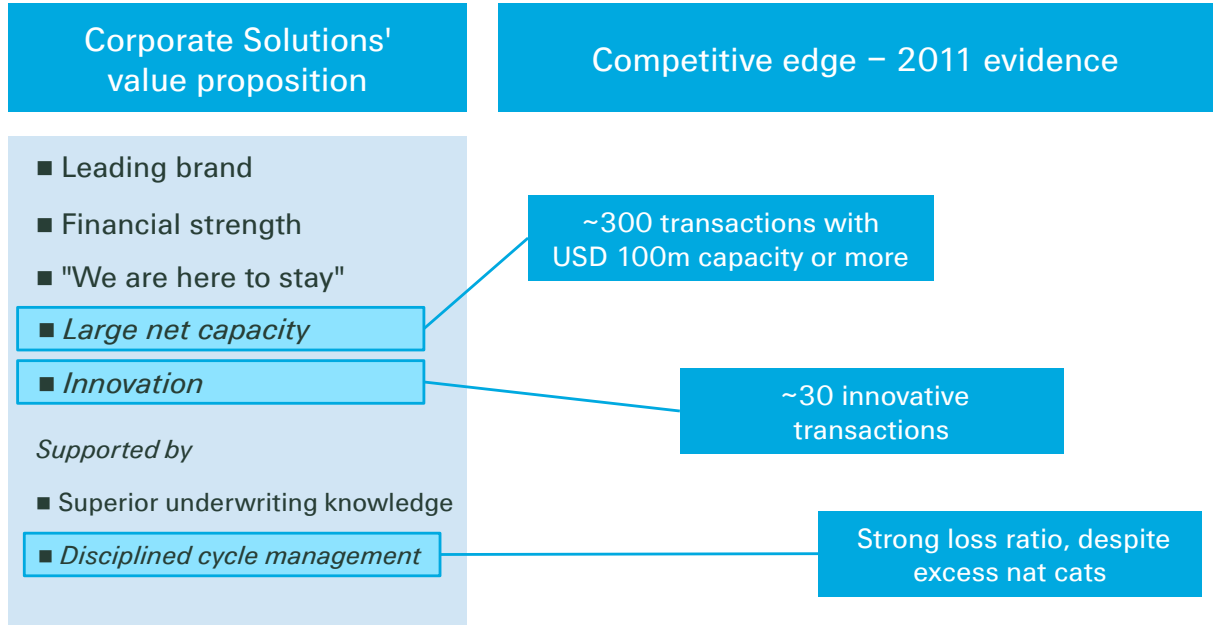 Corporate Solutions'
value proposition
Competitive edge – 2011 evidence
■ Leading brand
■ Financial strength
■ "We are here to stay"
■ Large net capacity
■ Innovation
Supported by
■ Superior underwriting knowledge
■ Disciplined cycle management
~300 transactions with
USD 100m capacity or more
~30 innovative
transactions
Strong loss ratio, despite
excess nat cats